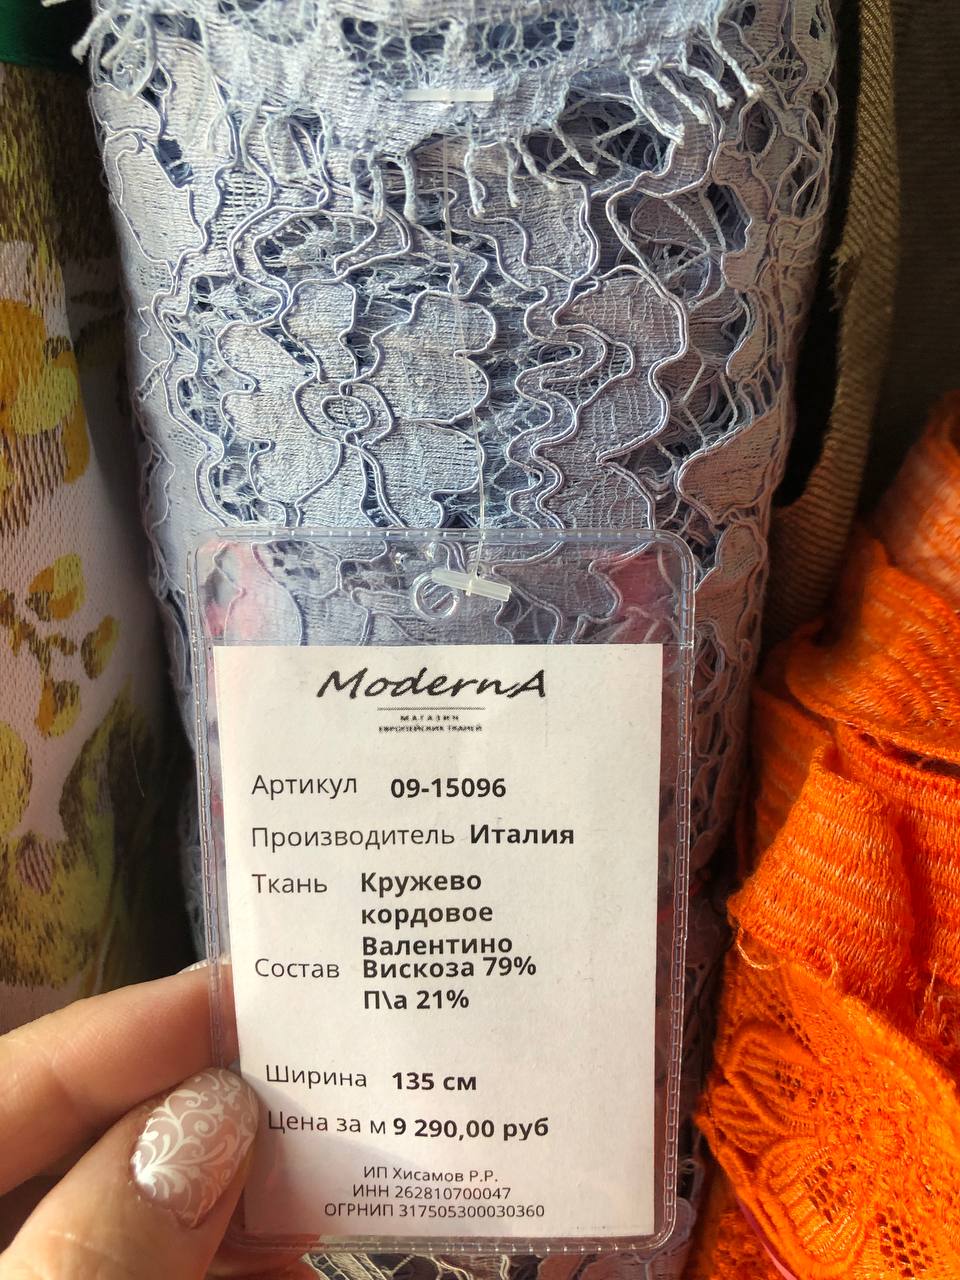 ModernA
МАГАЗИН
ЕВРОПЕЙСКИХ ТКАНЕЙ
Артикул 09-15096
Производитель Италия
Ткань Кружево
кордовое
Валентино
Состав Вискоза 79%
П\а 21%
Ширина 135 см
Цена за м 9 290,00 руб
ИП Хисамов Р.Р.
ИНН 262810700047
ОГРНИП 317505300030360